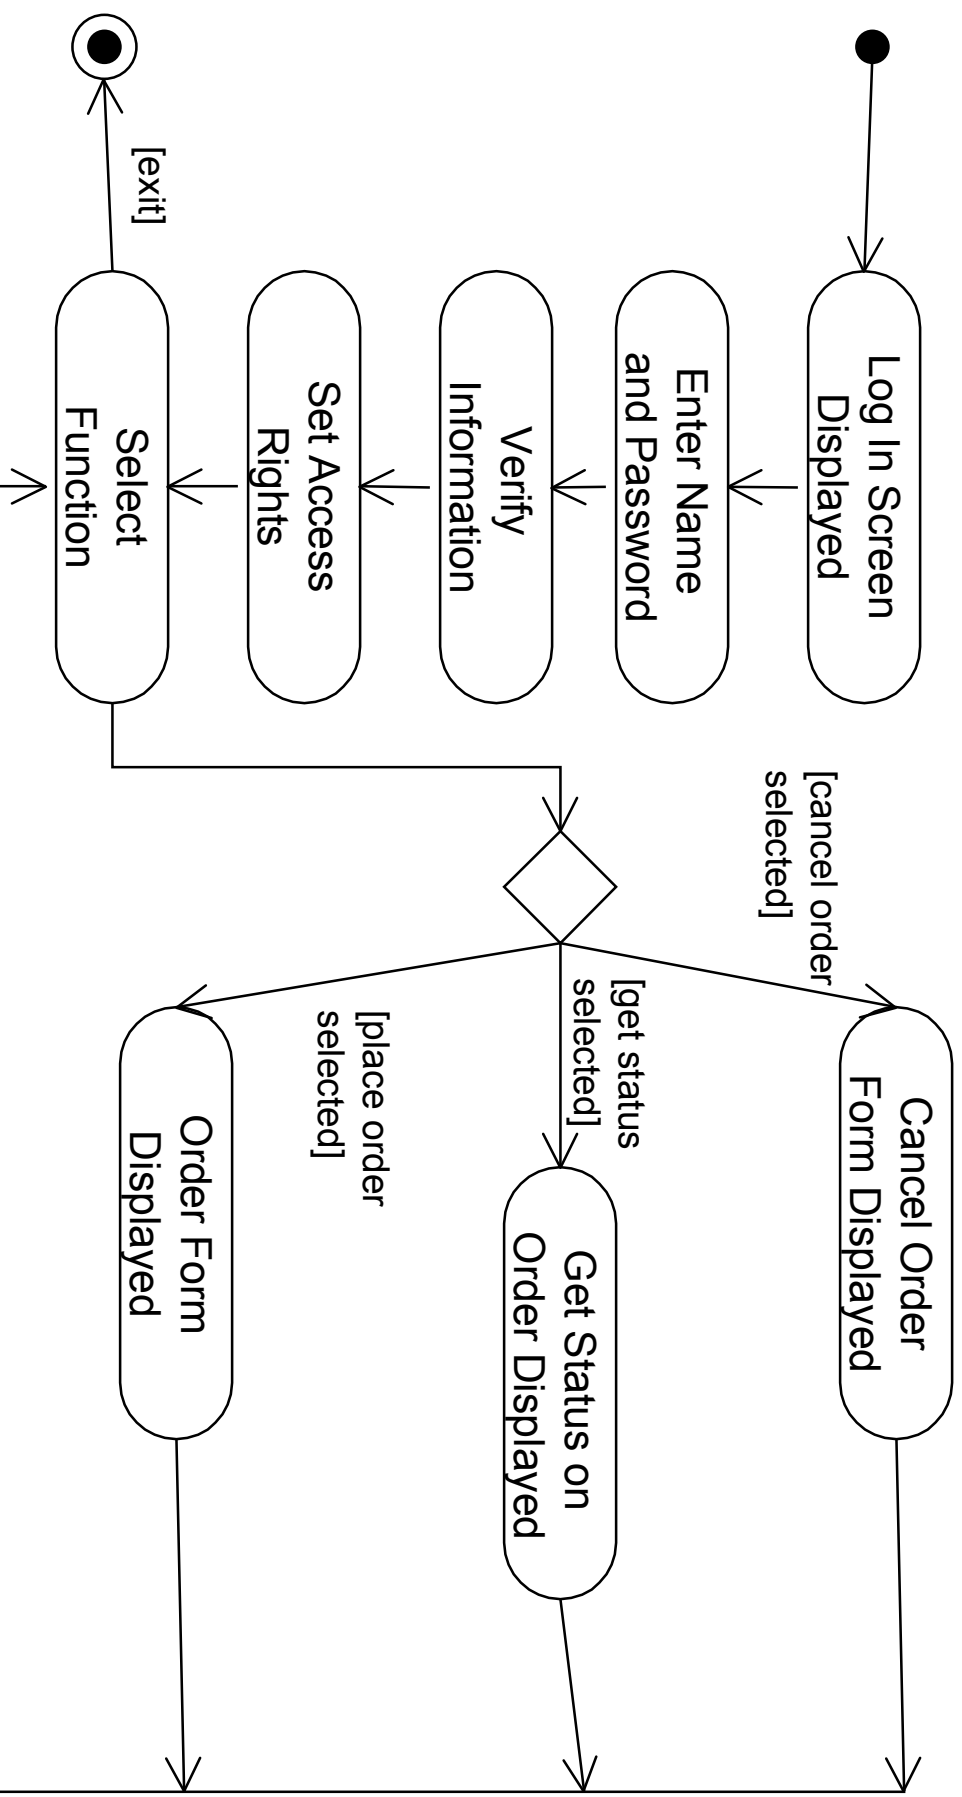 Log In Screen
Displayed
Enter Name
and Password
Verify
Information
Set Access
Rights
Select
Function
[exit]
[cancel order
selected]
[get status
selected]
[place order
selected]
Cancel Order
Form Displayed
Get Status on
Order Displayed
Order Form
Displayed